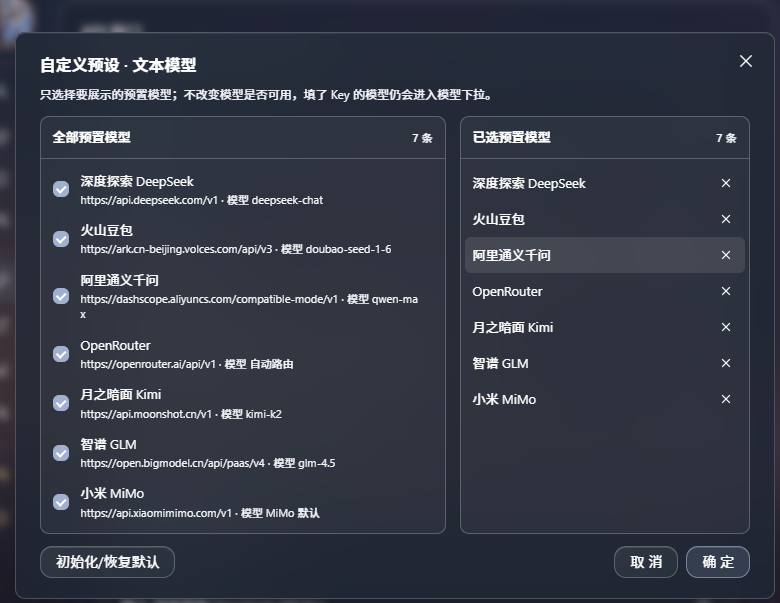 自定义预设 · 文本模型
只选择要展示的预置模型；不改变模型是否可用，填了 Key 的模型仍会进入模型下拉。
全部预置模型
7 条
深度探索 DeepSeek
https://api.deepseek.com/v1 · 模型 deepseek-chat
火山豆包
https://ark.cn-beijing.volces.com/api/v3 · 模型 doubao-seed-1-6
阿里通义千问
https://dashscope.aliyuncs.com/compatible-mode/v1 · 模型 qwen-ma
x
OpenRouter
https://openrouter.ai/api/v1 · 模型 自动路由
月之暗面 Kimi
https://api.moonshot.cn/v1 · 模型 kimi-k2
智谱 GLM
https://open.bigmodel.cn/api/paas/v4 · 模型 glm-4.5
小米 MiMo
https://api.xiaomimimo.com/v1 · 模型 MiMo 默认
已选预置模型
7 条
深度探索 DeepSeek
火山豆包
阿里通义千问
OpenRouter
月之暗面 Kimi
智谱 GLM
小米 MiMo
初始化/恢复默认
取 消
确 定